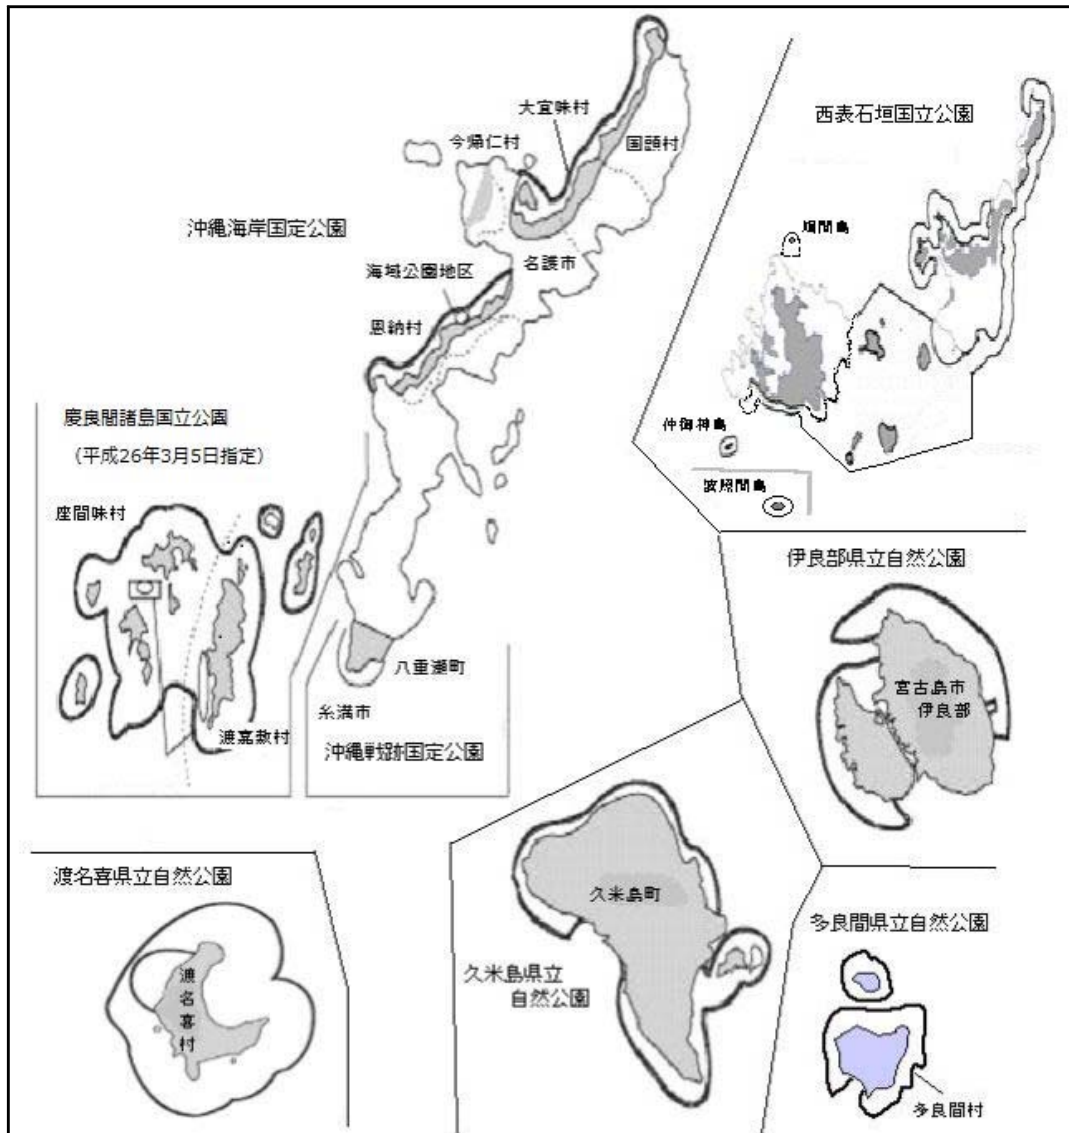 大宜味村
今帰仁村
国頭村
西表石垣国立公園
沖縄海岸国定公園
鳩間島
名護市
海域公園地区
恩納村
慶良間諸島国立公園
（平成26年3月5日指定）
仲御神島
波照間島
座間味村
伊良部県立自然公園
八重瀬町
宮古島市
伊良部
糸満市
渡嘉敷村
沖縄戦跡国定公園
渡名喜県立自然公園
久米島町
渡名喜村
多良間県立自然公園
久米島県立
自然公園
多良間村